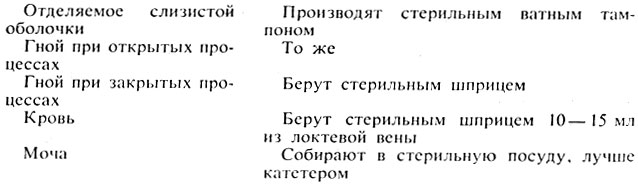 Отделяемое слизистой Производят стерильным ватным там-
оболочки поном
Гной при открытых про- То же
цессах
Гной при закрытых про- Берут стерильным шприцем
цессах
Кровь Берут стерильным шприцем 10—15 мл
из локтевой вены
Моча Собирают в стерильную посуду, лучше
катетером